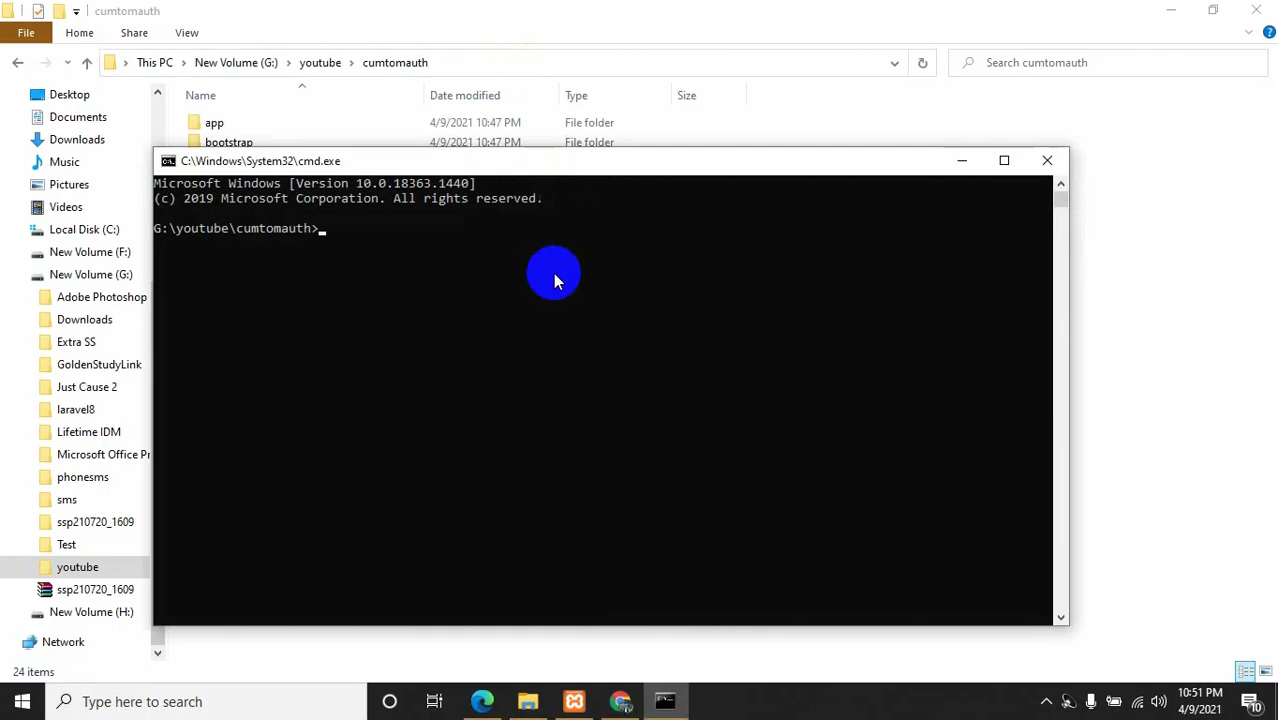 cumtomauth
File Home Share View
This PC New Volume (G:) youtube cumtomauth
Search cumtomauth
Name Date modified Type Size
app 4/9/2021 10:47 PM File folder
bootstrap 4/9/2021 10:47 PM File folder
Desktop
Documents
Downloads
Music
Pictures
Videos
Local Disk (C:)
New Volume (F:)
New Volume (G:)
Adobe Photoshop
Downloads
Extra SS
GoldenStudyLink
Just Cause 2
laravel8
Lifetime IDM
Microsoft Office Pr
phonesms
sms
ssp210720_1609
Test
youtube
ssp210720_1609
New Volume (H:)
Network
24 items
C:\Windows\System32\cmd.exe
Microsoft Windows [Version 10.0.18363.1440]
(c) 2019 Microsoft Corporation. All rights reserved.
G:\youtube\cumtomauth>
Type here to search
10:51 PM
4/9/2021
10